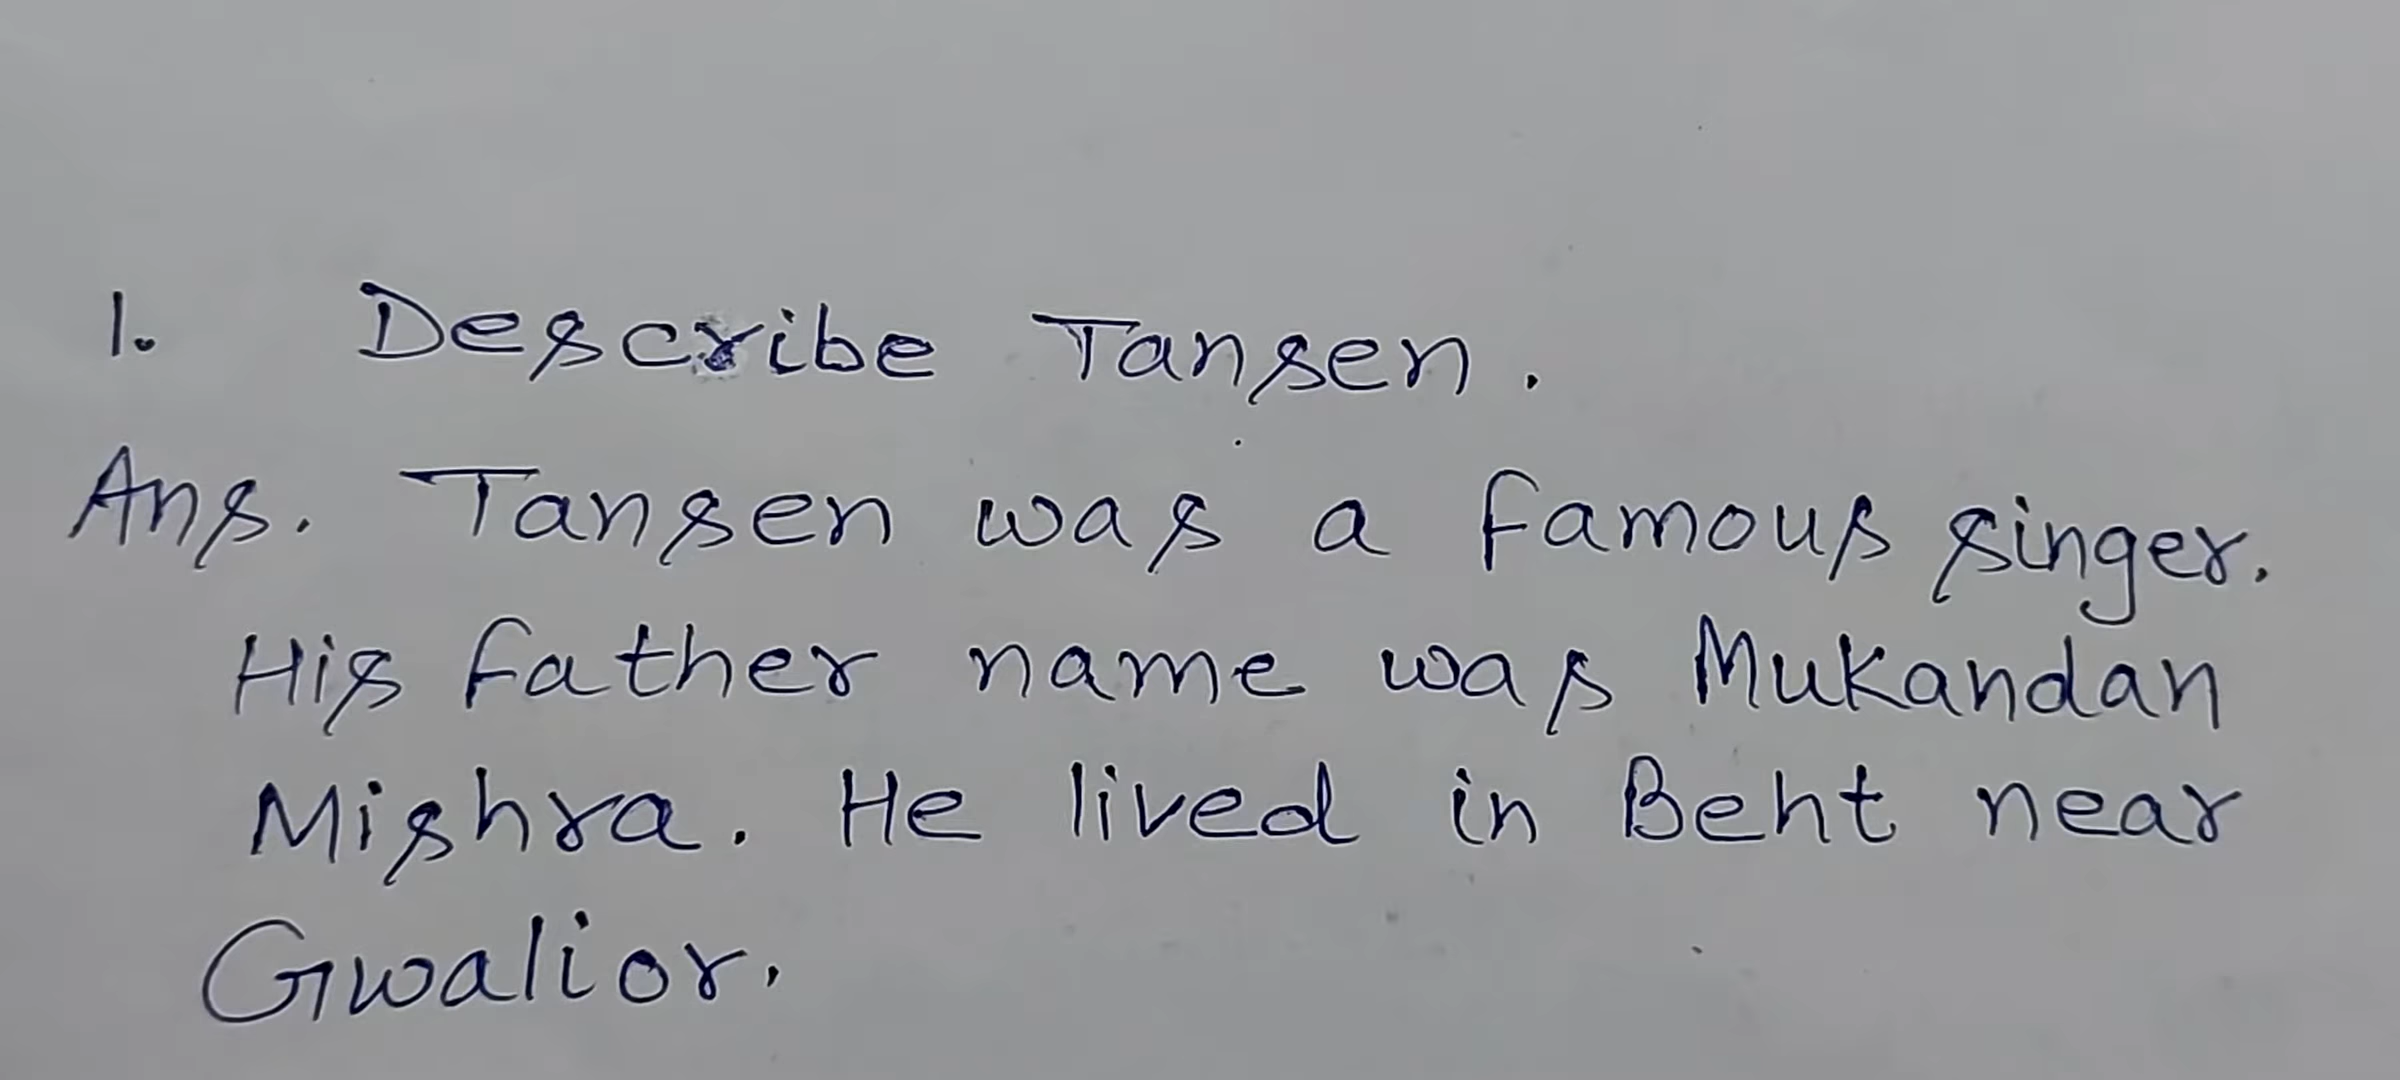 1. Describe Tansen.
Ans. Tansen was a famous singer.
His father name was Mukandan
Mishra. He lived in Beht near
Gwalior.